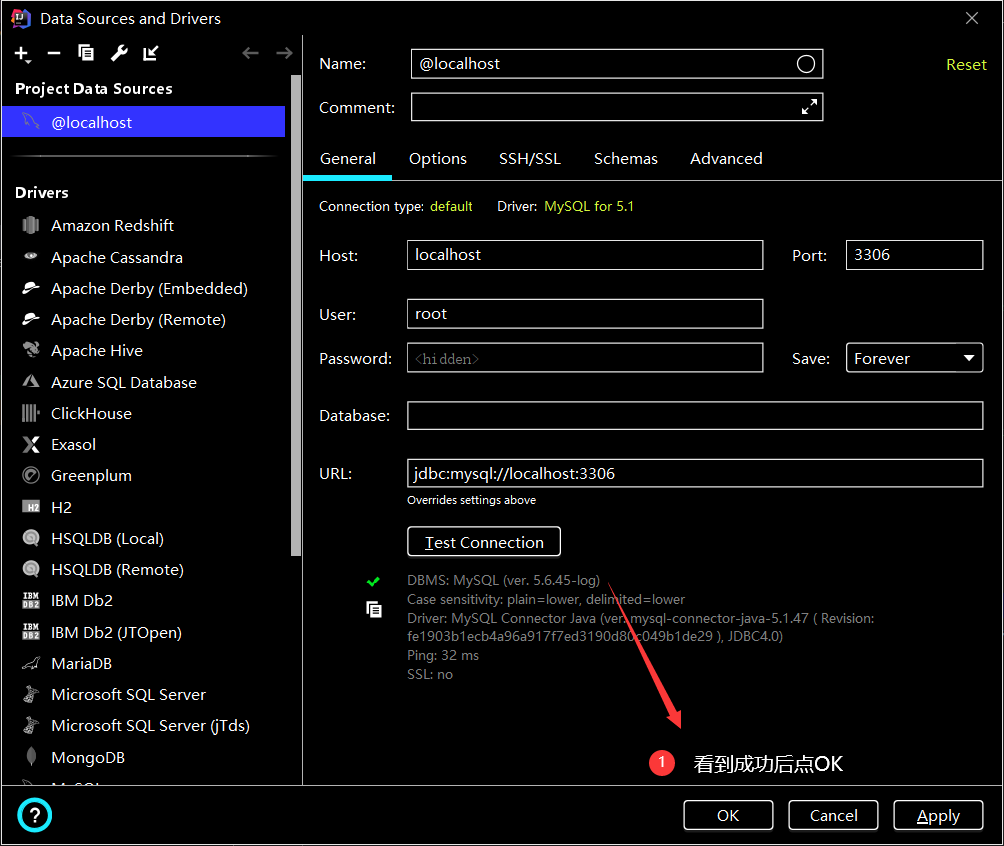 Data Sources and Drivers
Project Data Sources
@localhost
Drivers
Amazon Redshift
Apache Cassandra
Apache Derby (Embedded)
Apache Derby (Remote)
Apache Hive
Azure SQL Database
ClickHouse
Exasol
Greenplum
H2
HSQLDB (Local)
HSQLDB (Remote)
IBM Db2
IBM Db2 (JTOpen)
MariaDB
Microsoft SQL Server
Microsoft SQL Server (jTds)
MongoDB
Name: @localhost Reset
Comment:
General Options SSH/SSL Schemas Advanced
Connection type: default Driver: MySQL for 5.1
Host: localhost Port: 3306
User: root
Password: <hidden> Save: Forever
Database:
URL: jdbc:mysql://localhost:3306
Overrides settings above
Test Connection
DBMS: MySQL (ver. 5.6.45-log)
Case sensitivity: plain=lower, delimited=lower
Driver: MySQL Connector Java (ver. mysql-connector-java-5.1.47 ( Revision:
fe1903b1ecb4a96a917f7ed3190d80c049b1de29 ), JDBC4.0)
Ping: 32 ms
SSL: no
1 看到成功后点OK
? OK Cancel Apply